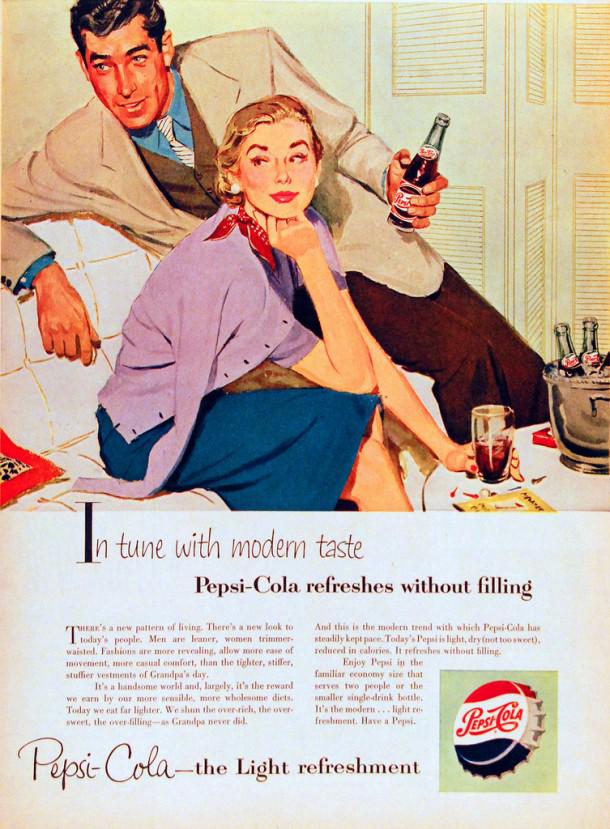 In tune with modern taste
Pepsi-Cola refreshes without filling
THERE'S a new pattern of living. There's a new look to
today's people. Men are leaner, women trimmer-
waisted. Fashions are more revealing, allow more ease of
movement, more casual comfort, than the tighter, stiffer,
stuffier vestments of Grandpa's day.
It's a handsome world and, largely, it's the reward
we earn by our more sensible, more wholesome diets.
Today we eat far lighter. We shun the over-rich, the over-
sweet, the over-filling—as Grandpa never did.
And this is the modern trend with which Pepsi-Cola has
steadily kept pace. Today's Pepsi is light, dry (not too sweet),
reduced in calories. It refreshes without filling.
Enjoy Pepsi in the
familiar economy size that
serves two people or the
smaller single-drink bottle.
It's the modern . . . light re-
freshment. Have a Pepsi.
PEPSI-COLA
Pepsi-Cola—the Light refreshment